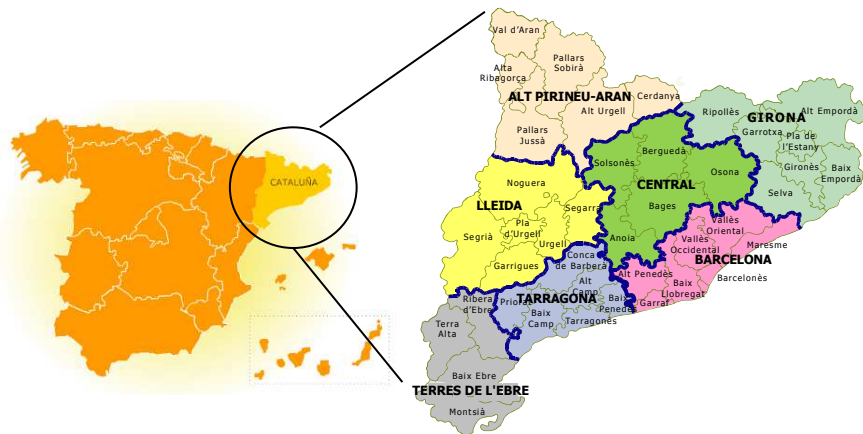 CATALUÑA
Val d'Aran
Pallars
Sobirà
Alta
Ribagorça
ALT PIRINEU-ARAN
Cerdanya
Alt Urgell
Pallars
Jussà
Ripollès
Alt Empordà
GIRONA
Garrotxa
Pla de
l'Estany
Gironès
Baix
Empordà
Selva
Berguedà
Solsonès
CENTRAL
Osona
Bages
Anoia
Noguera
LLEIDA
Segarra
Pla
d'Urgell
Segrià
Urgell
Garrigues
Vallès
Oriental
Vallès
Occidental
Maresme
BARCELONA
Barcelonès
Alt Penedès
Baix
Llobregat
Garraf
Conca
de Barberà
Alt
Camp
TARRAGONA
Priorat
Baix
Camp
Tarragonès
Baix
Penedès
Ribera
d'Ebre
Terra
Alta
Baix Ebre
TERRES DE L'EBRE
Montsià